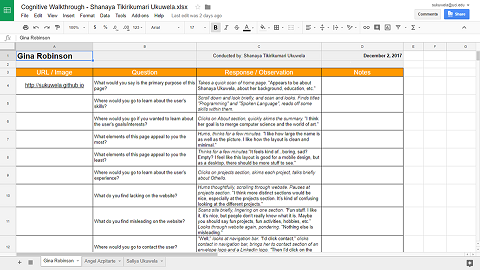 Cognitive Walkthrough - Shanaya Tikirikumari Ukuwela.xlsx
sukuwela@uci.edu
File Edit View Insert Format Data Tools Add-ons Help Last edit was 2 days ago
Comments Share
Gina Robinson
A B C D E F G
Gina Robinson Conducted by: Shanaya Tikirikumari Ukuwela December 2, 2017
URL / Image Question Response / Observation Notes
http://sukuwela.github.io
What would you say is the primary purpose of this
page?
Takes a quick scan of home page. "Appears to be about
Shanaya Ukuwela, about her background, education, etc."
Where would you go to learn about the user's
skills?
Scroll down and look briefly, and scan and looks. Finds titles
"Programming" and "Spoken Language", reads off some
skills within them.
Where would you go if you wanted to learn about
the user's goals/interests?
Clicks on About section, quickly skims the summary. "I think
her goal is to merge computer science and the world of art."
What elements of this page appeal to you the
most?
Hums, thinks for a few minutes. "I like how large the name is
as well as the picture. I like how the layout is clean and
minimal."
What elements of this page appeal to you the
least?
Thinks for a few minutes "It feels kind of.. boring, sad?
Empty? I feel like this layout is good for a mobile design, but
as a desktop, there should be more stuff to see."
Where would you go to learn about the user's
experience?
Clicks on projects section, skims each project, talks briefly
about Othello.
What do you find lacking on the website?
Hums thoughtfully, scrolling through website. Pauses at
projects section. "I think more distinct sections would be
nice, especially at the projects section. It's kind of confusing
looking at the different projects."
What do you find misleading on the website?
Scans site briefly, lingering on one section. "Fun stuff. I like
it, it's nice, but people don't really know what it is. Maybe
you should say fun projects, fun activities, hobbies, etc."
Looks through website again, pondering. "Nothing else is
misleading."
Where would you go to contact the user?
"Well," looks at navigation bar. "I'd click contact," clicks
contact in navigation bar, brings her to contact section of an
envelope logo and a LinkedIn logo. "Then I'd click on the
Gina Robinson Angel Azpitarte Saliya Ukuwela